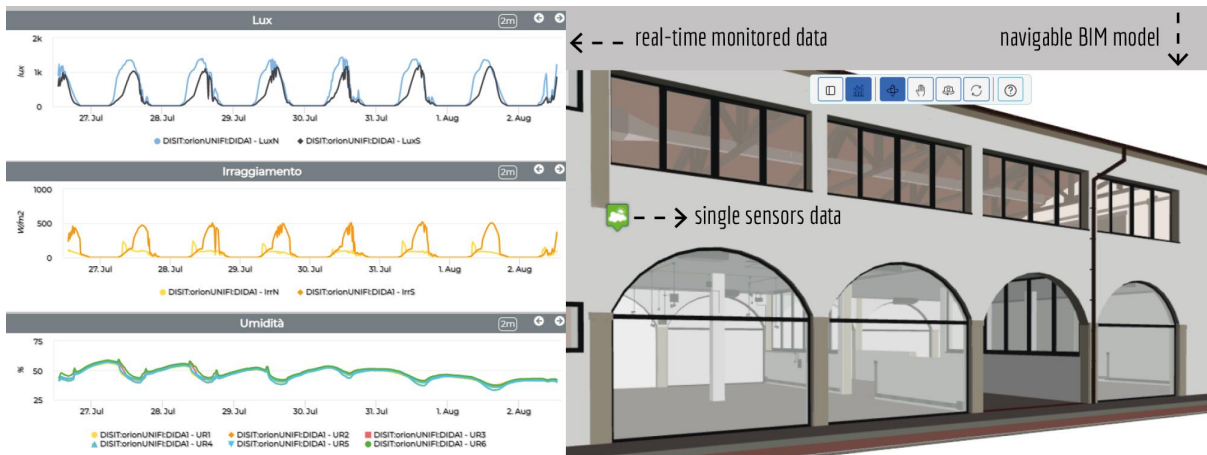 Lux
2m
2k
1k
0
lux
27. Jul
28. Jul
29. Jul
30. Jul
31. Jul
1. Aug
2. Aug
DISIT:orionUNIFI:DIDA1 - LuxN
DISIT:orionUNIFI:DIDA1 - LuxS
Irraggiamento
2m
1000
500
0
W/m2
27. Jul
28. Jul
29. Jul
30. Jul
31. Jul
1. Aug
2. Aug
DISIT:orionUNIFI:DIDA1 - IrrN
DISIT:orionUNIFI:DIDA1 - IrrS
Umidità
2m
75
50
25
%
27. Jul
28. Jul
29. Jul
30. Jul
31. Jul
1. Aug
2. Aug
DISIT:orionUNIFI:DIDA1 - UR1
DISIT:orionUNIFI:DIDA1 - UR2
DISIT:orionUNIFI:DIDA1 - UR3
DISIT:orionUNIFI:DIDA1 - UR4
DISIT:orionUNIFI:DIDA1 - UR5
DISIT:orionUNIFI:DIDA1 - UR6
real-time monitored data
navigable BIM model
?
single sensors data